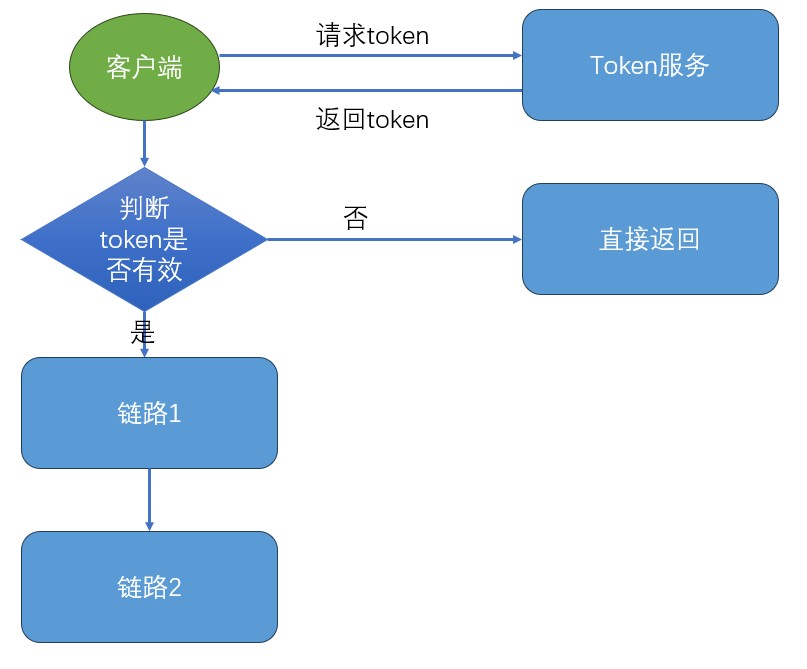 客户端
请求token
Token服务
返回token
判断
token是
否有效
否
直接返回
是
链路1
链路2